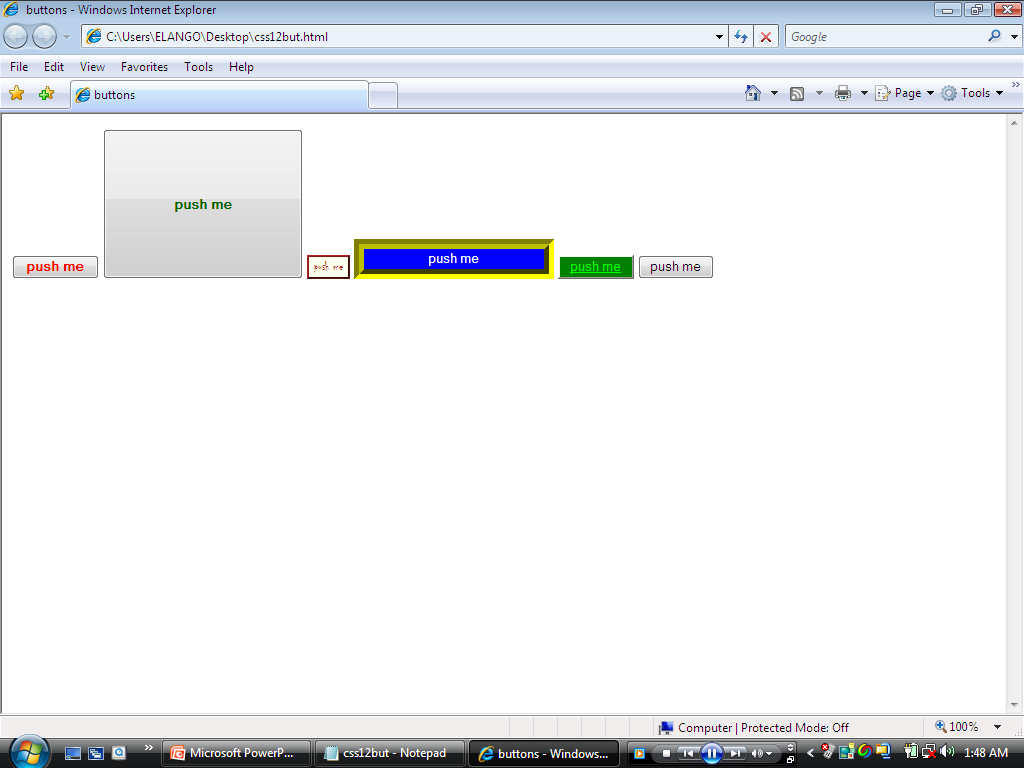 buttons - Windows Internet Explorer
C:\Users\ELANGO\Desktop\css12but.html
Google
File Edit View Favorites Tools Help
buttons
Page Tools
push me
push me
push me
push me
push me
push me
Computer | Protected Mode: Off
100%
Microsoft PowerP...
css12but - Notepad
buttons - Windows...
1:48 AM